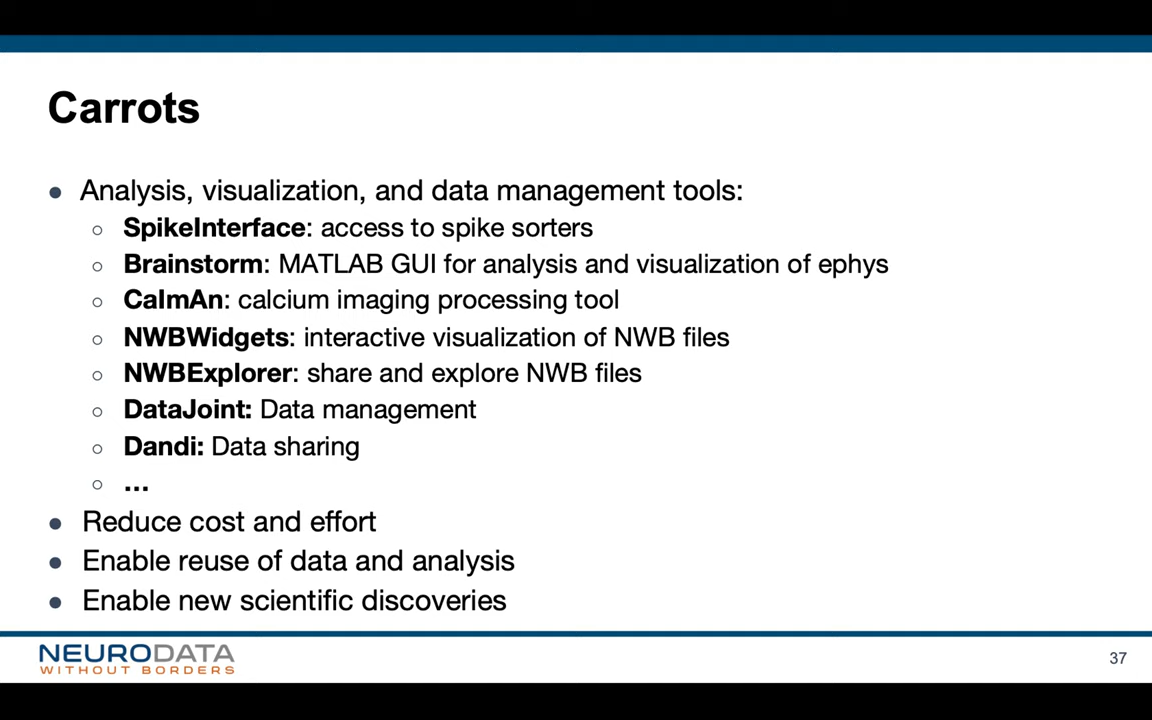 Carrots
● Analysis, visualization, and data management tools:
○ SpikeInterface: access to spike sorters
○ Brainstorm: MATLAB GUI for analysis and visualization of ephys
○ CaImAn: calcium imaging processing tool
○ NWBWidgets: interactive visualization of NWB files
○ NWBExplorer: share and explore NWB files
○ DataJoint: Data management
○ Dandi: Data sharing
○ ...
● Reduce cost and effort
● Enable reuse of data and analysis
● Enable new scientific discoveries
NEURODATA
WITHOUT BORDERS
37